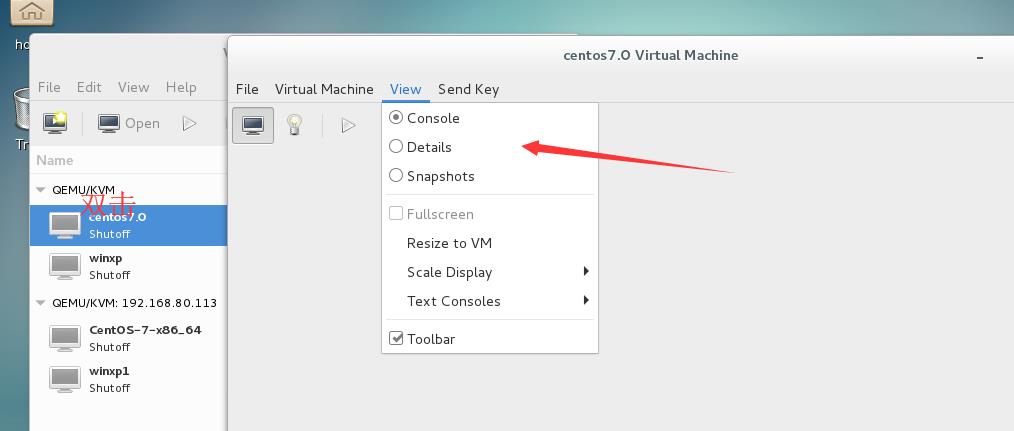 ho
Tr
V
File Edit View Help
Open
Name
QEMU/KVM
双击
centos7.0
Shutoff
winxp
Shutoff
QEMU/KVM: 192.168.80.113
CentOS-7-x86_64
Shutoff
winxp1
Shutoff
centos7.0 Virtual Machine
File Virtual Machine View Send Key
Console
Details
Snapshots
Fullscreen
Resize to VM
Scale Display
Text Consoles
Toolbar